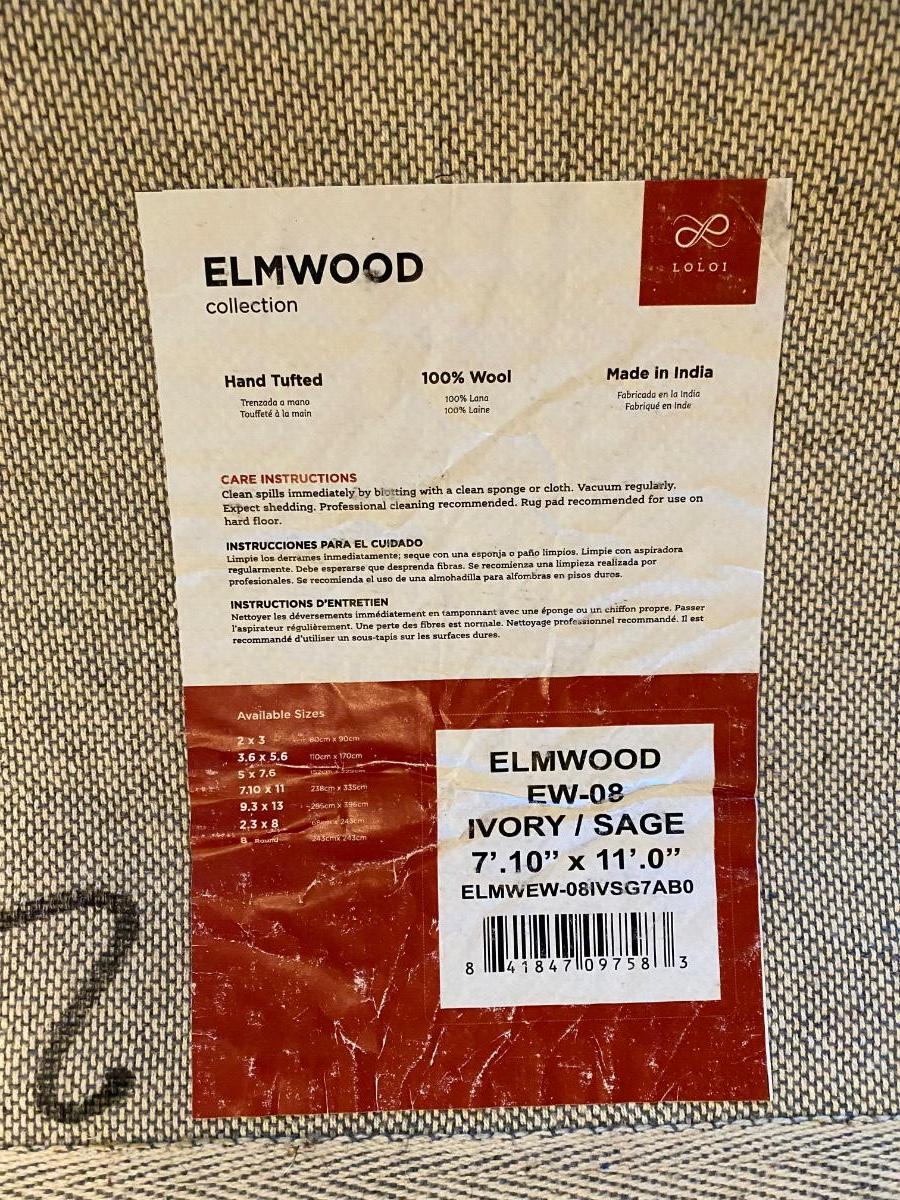 LOLOI
ELMWOOD
collection
Hand Tufted
Trenzada a mano
Touffeté à la main
100% Wool
100% Lana
100% Laine
Made in India
Fabricada en la India
Fabriqué en Inde
CARE INSTRUCTIONS
Clean spills immediately by blotting with a clean sponge or cloth. Vacuum regularly.
Expect shedding. Professional cleaning recommended. Rug pad recommended for use on
hard floor.
INSTRUCCIONES PARA EL CUIDADO
Limpie los derrames inmediatamente; seque con una esponja o paño limpios. Limpie con aspiradora
regularmente. Debe esperarse que desprenda fibras. Se recomienza una limpieza realizada por
profesionales. Se recomienda el uso de una almohadilla para alfombras en pisos duros.
INSTRUCTIONS D'ENTRETIEN
Nettoyer les déversements immédiatement en tamponnant avec une éponge ou un chiffon propre. Passer
l'aspirateur régulièrement. Une perte des fibres est normale. Nettoyage professionnel recommandé. Il est
recommandé d'utiliser un sous-tapis sur les surfaces dures.
Available Sizes
2 x 3 60cm x 90cm
3.6 x 5.6 110cm x 170cm
5 x 7.6
7.10 x 11 238cm x 335cm
9.3 x 13 295cm x 396cm
2.3 x 8 x 243cm
8 Round 243cm x 243cm
ELMWOOD
EW-08
IVORY / SAGE
7'.10" x 11'.0"
ELMWEW-08IVSG7AB0
8 41847 09758 3